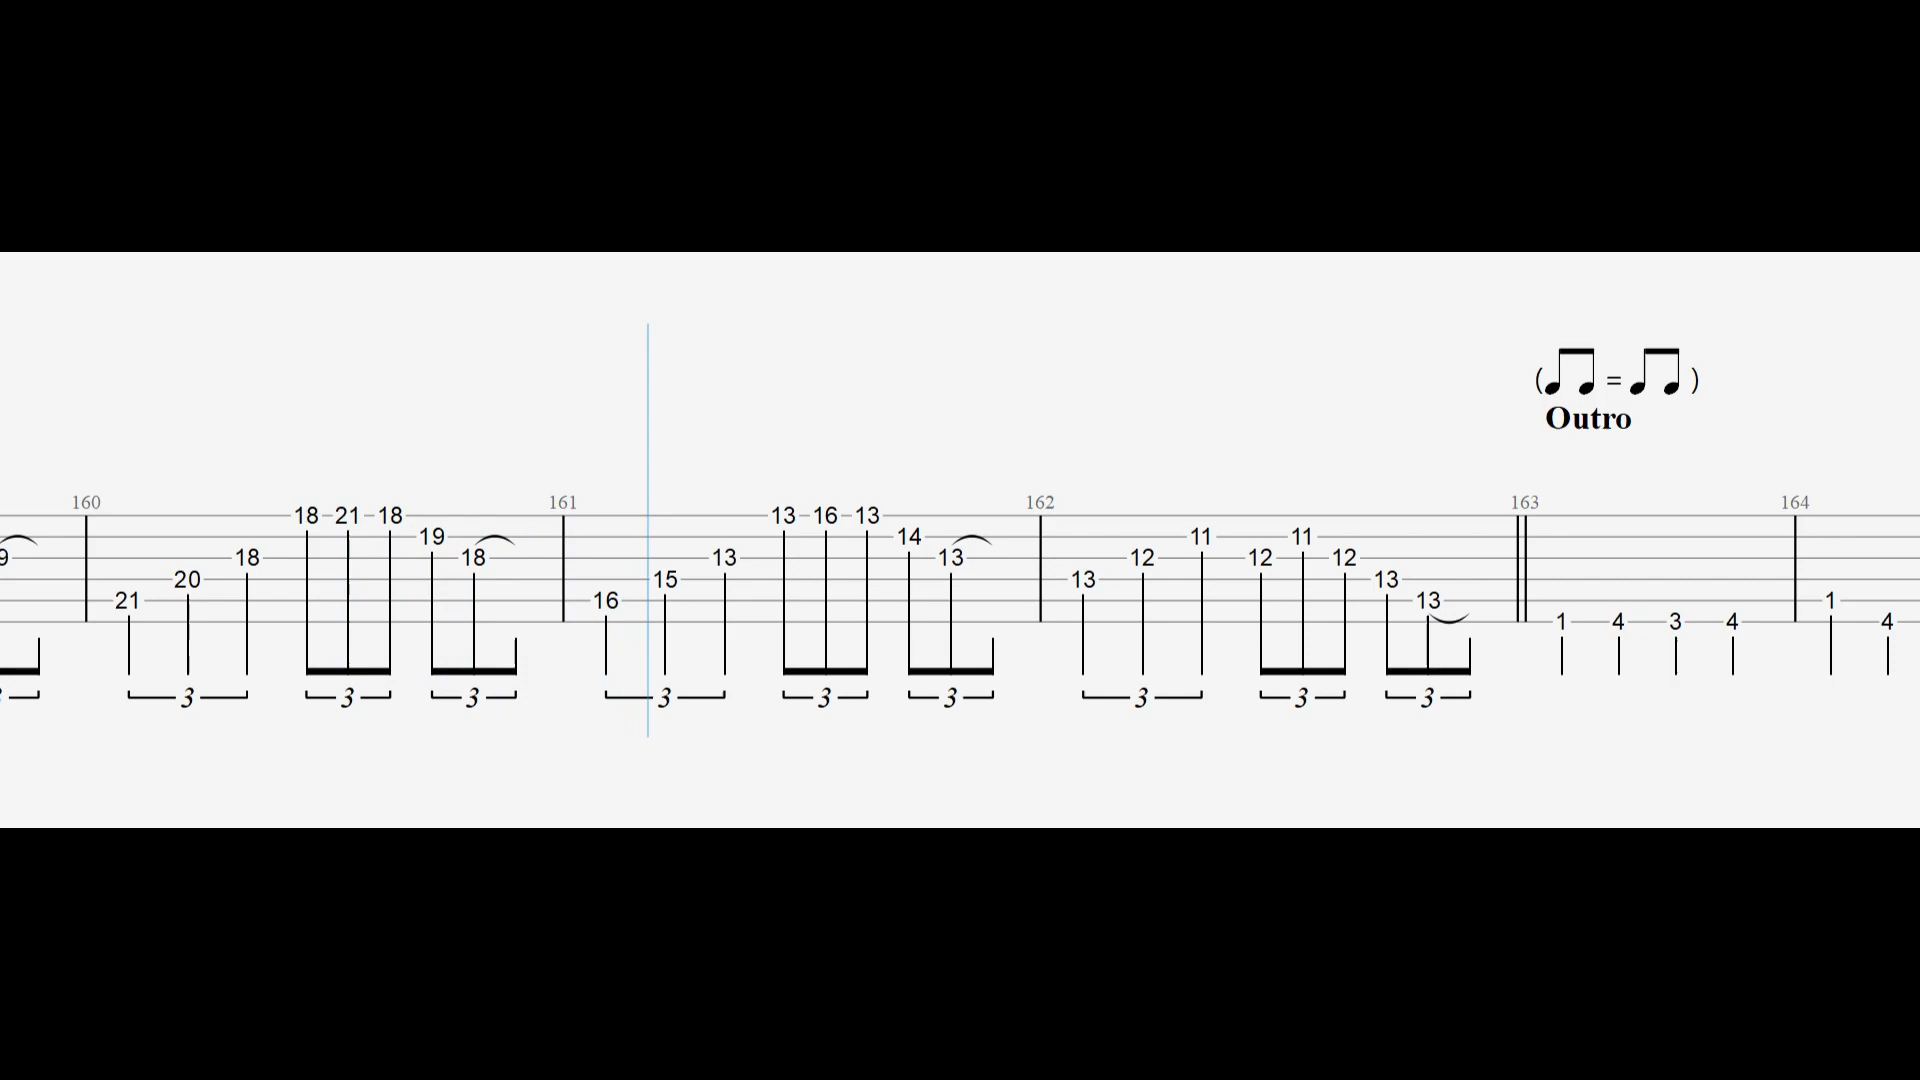 ( = )
Outro
160 161 162 163 164
18 21 18 13 16 13
19 14 11 11
9 18 18 13 13 12 12 12
20 15 13 13
21 16 13 1
1 4 3 4 4
3 3 3 3 3 3 3 3 3